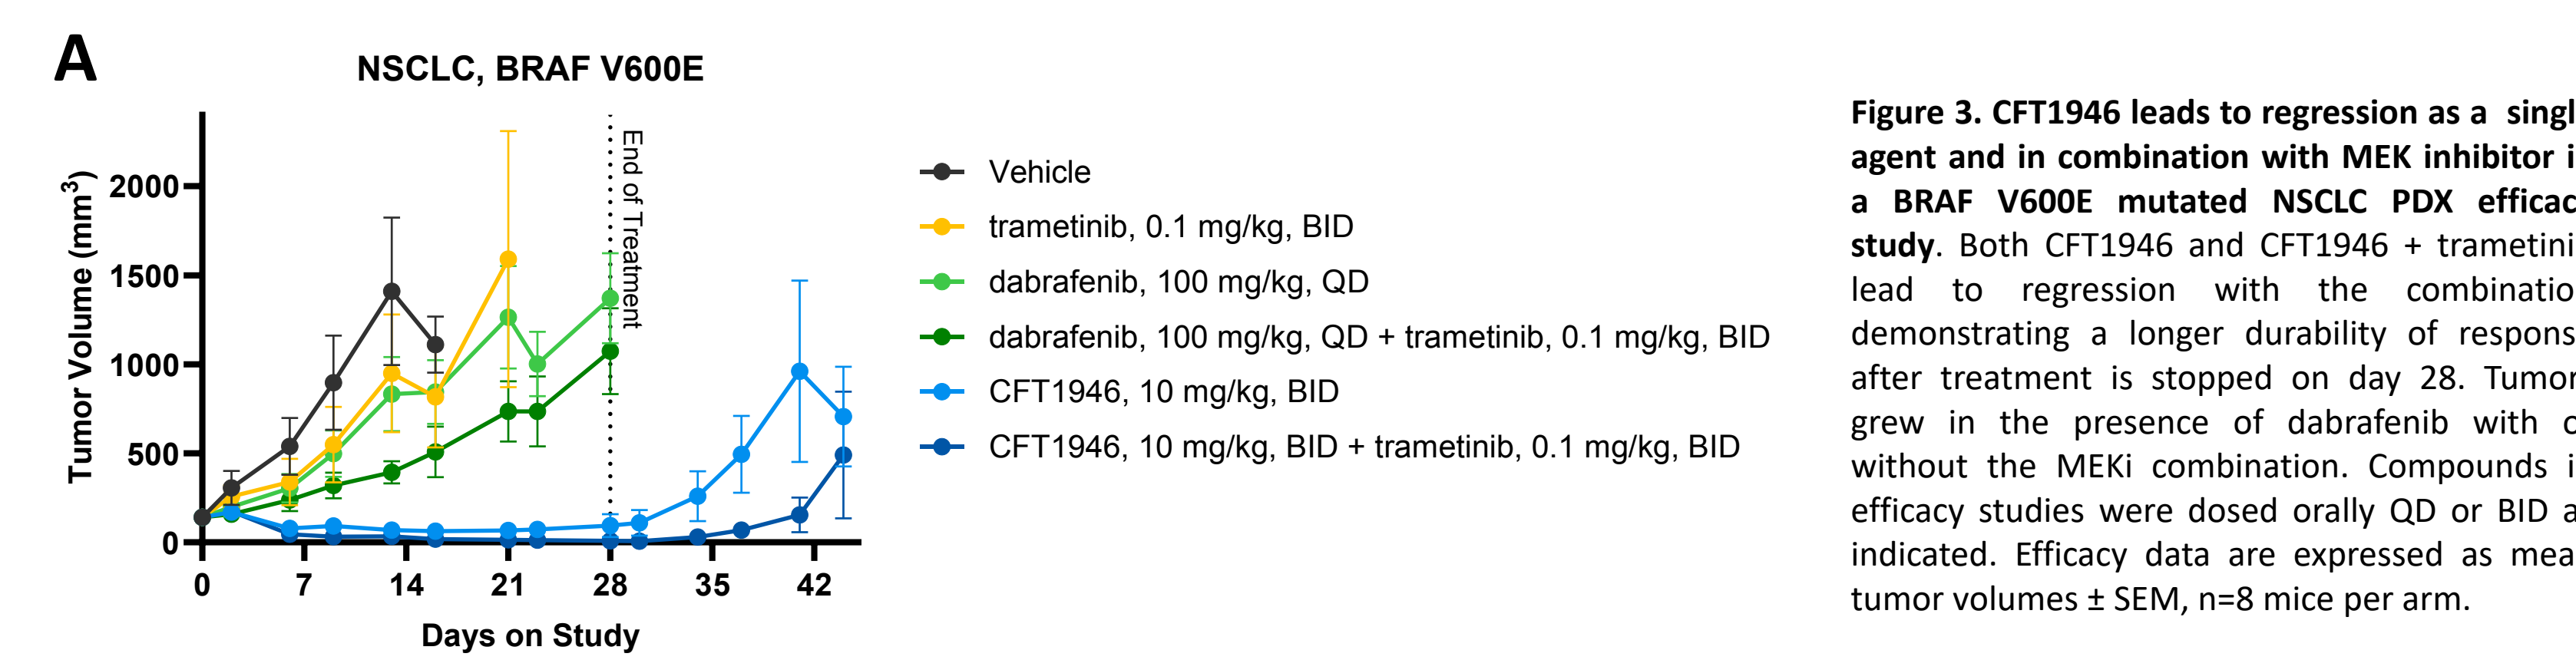 A
NSCLC, BRAF V600E
Tumor Volume (mm³)
2000
1500
1000
500
0
0 7 14 21 28 35 42
Days on Study
End of Treatment
Vehicle
trametinib, 0.1 mg/kg, BID
dabrafenib, 100 mg/kg, QD
dabrafenib, 100 mg/kg, QD + trametinib, 0.1 mg/kg, BID
CFT1946, 10 mg/kg, BID
CFT1946, 10 mg/kg, BID + trametinib, 0.1 mg/kg, BID
Figure 3. CFT1946 leads to regression as a singl
agent and in combination with MEK inhibitor i
a BRAF V600E mutated NSCLC PDX efficac
study. Both CFT1946 and CFT1946 + trametini
lead to regression with the combinatio
demonstrating a longer durability of respons
after treatment is stopped on day 28. Tumor
grew in the presence of dabrafenib with o
without the MEKi combination. Compounds i
efficacy studies were dosed orally QD or BID a
indicated. Efficacy data are expressed as mea
tumor volumes ± SEM, n=8 mice per arm.